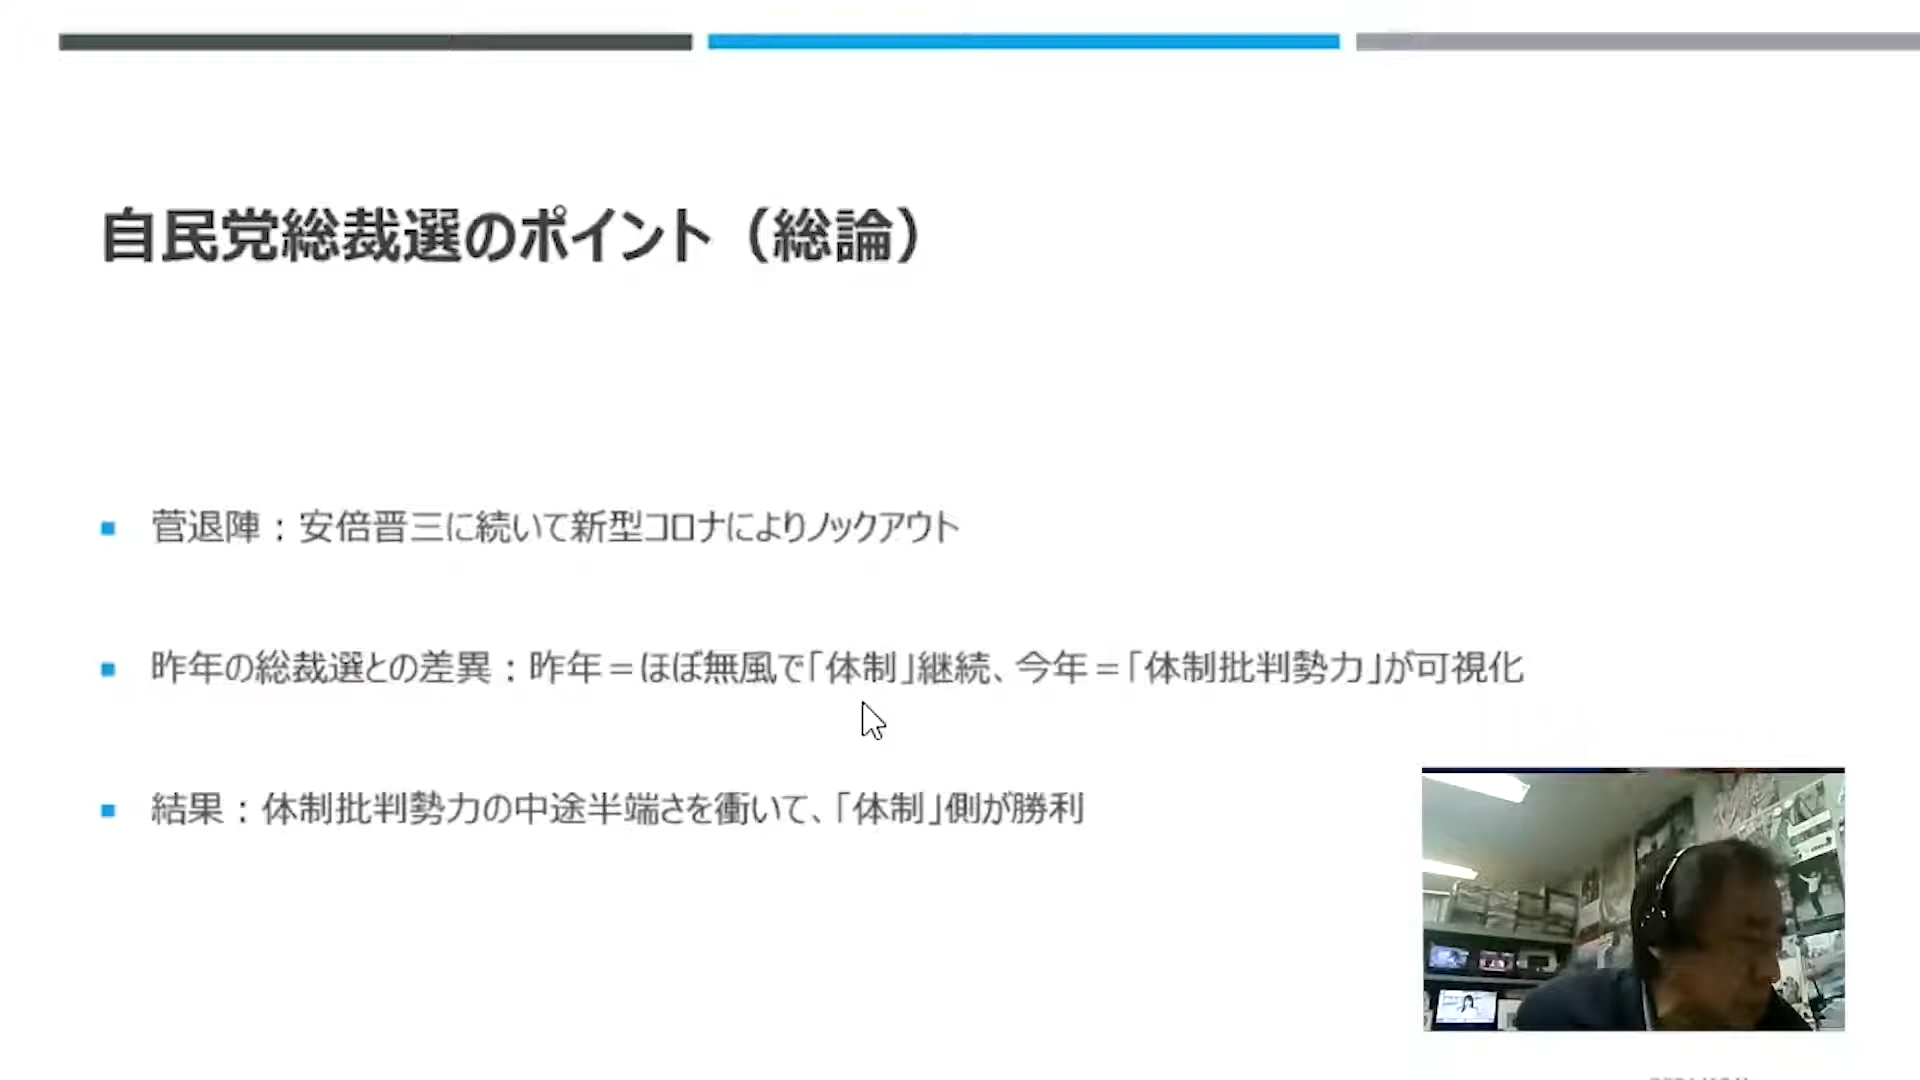 自民党総裁選のポイント（総論）
菅退陣：安倍晋三に続いて新型コロナによりノックアウト
昨年の総裁選との差異：昨年＝ほぼ無風で「体制」継続、今年＝「体制批判勢力」が可視化
結果：体制批判勢力の中途半端さを衝いて、「体制」側が勝利